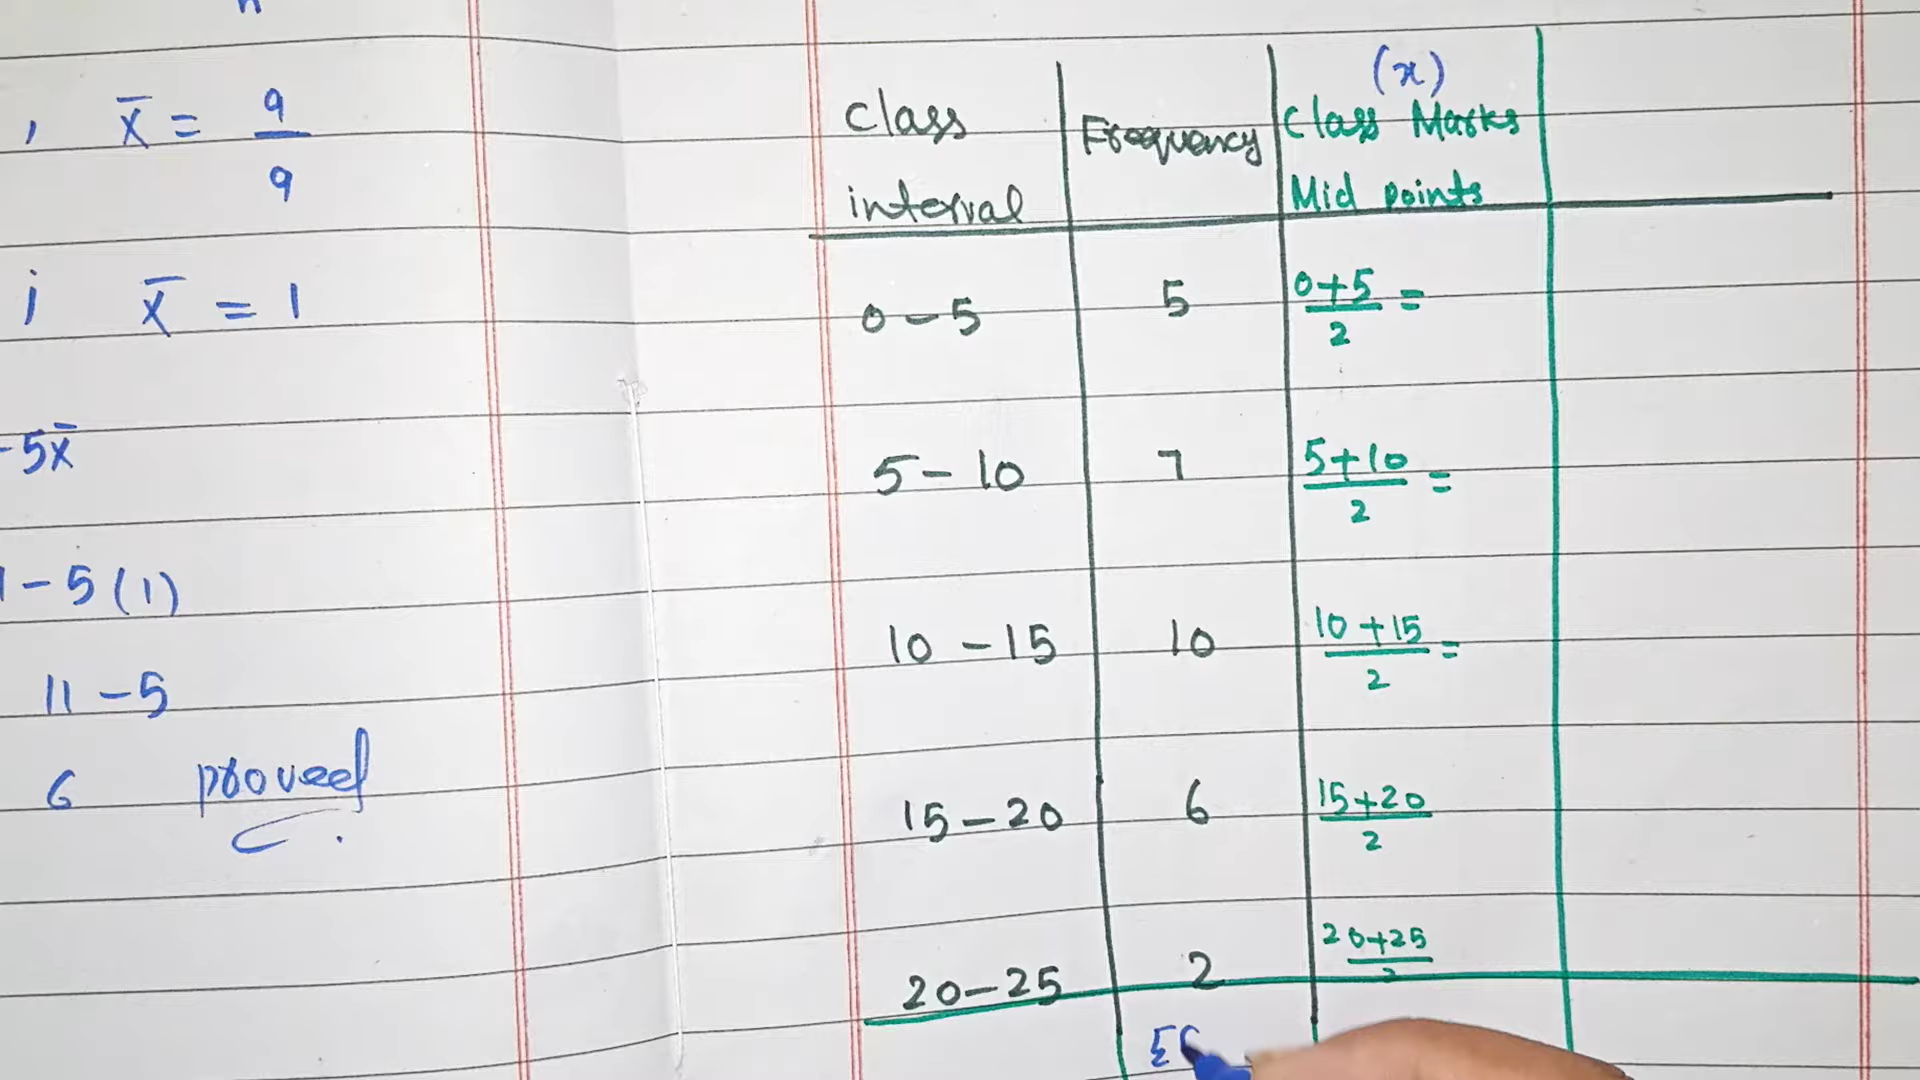 , x̄ = 9/9
x̄ = 1
-5x̄
-5(1)
11-5
6 proved
(x)
Class Frequency Class Marks
interval Mid points
0-5 5 0+5/2 =
5-10 7 5+10/2 =
10-15 10 10+15/2 =
15-20 6 15+20/2
20-25 2 20+25/2
Σf